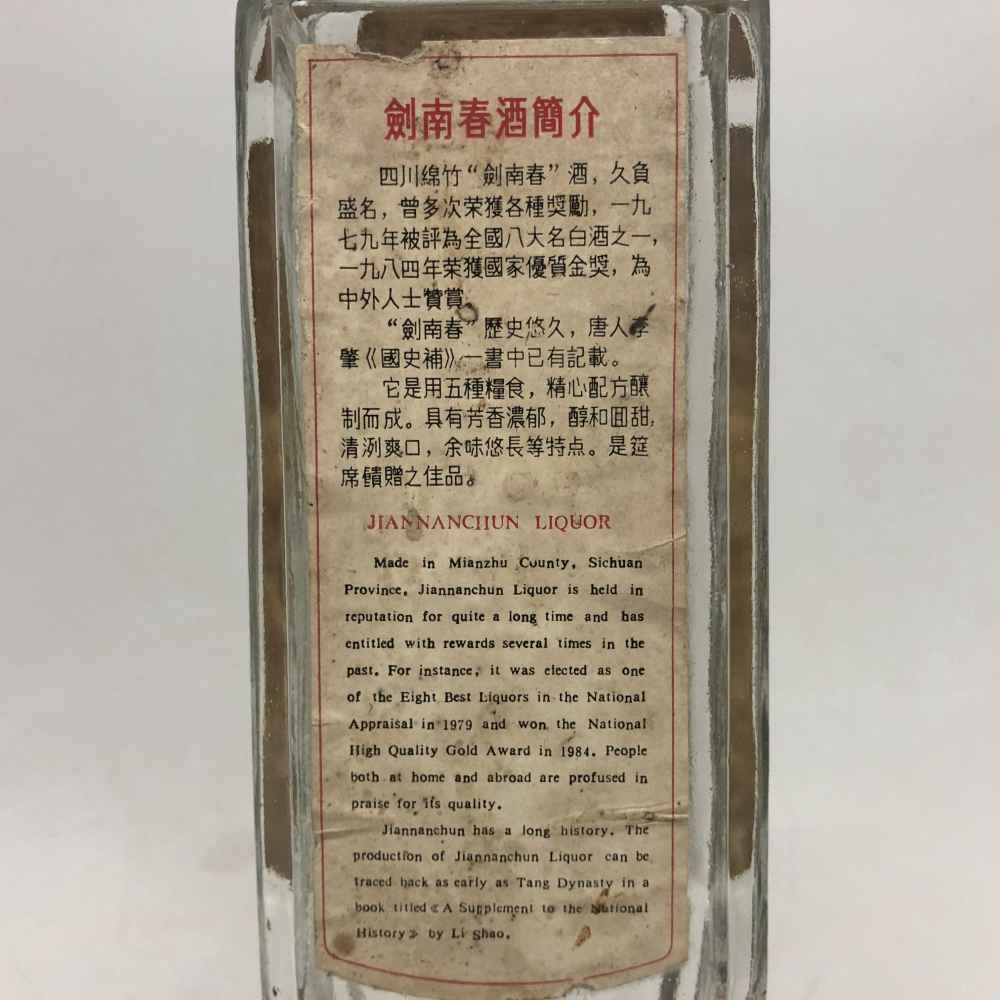 劍南春酒簡介
四川綿竹“劍南春”酒，久負
盛名，曾多次荣獲各種獎勵，一九
七九年被評為全國八大名白酒之一，
一九八四年荣獲國家優質金獎，為
中外人士贊賞。
“劍南春”歷史悠久，唐人李
肇《國史補》一書中已有記載。
它是用五種糧食，精心配方釀
制而成。具有芳香濃郁，醇和囬甜，
清洌爽口，余味悠長等特点。是筵
席饋贈之佳品。
JIANNANCHUN LIQUOR
Made in Mianzhu County, Sichuan
Province, Jiannanchun Liquor is held in
reputation for quite a long time and has
entitled with rewards several times in the
past. For instance, it was elected as one
of the Eight Best Liquors in the National
Appraisal in 1979 and won the National
High Quality Gold Award in 1984. People
both at home and abroad are profused in
praise for its quality.
Jiannanchun has a long history. The
production of Jiannanchun Liquor can be
traced back as early as Tang Dynasty in a
book titled《A Supplement to the National
History》 by Li Shao.